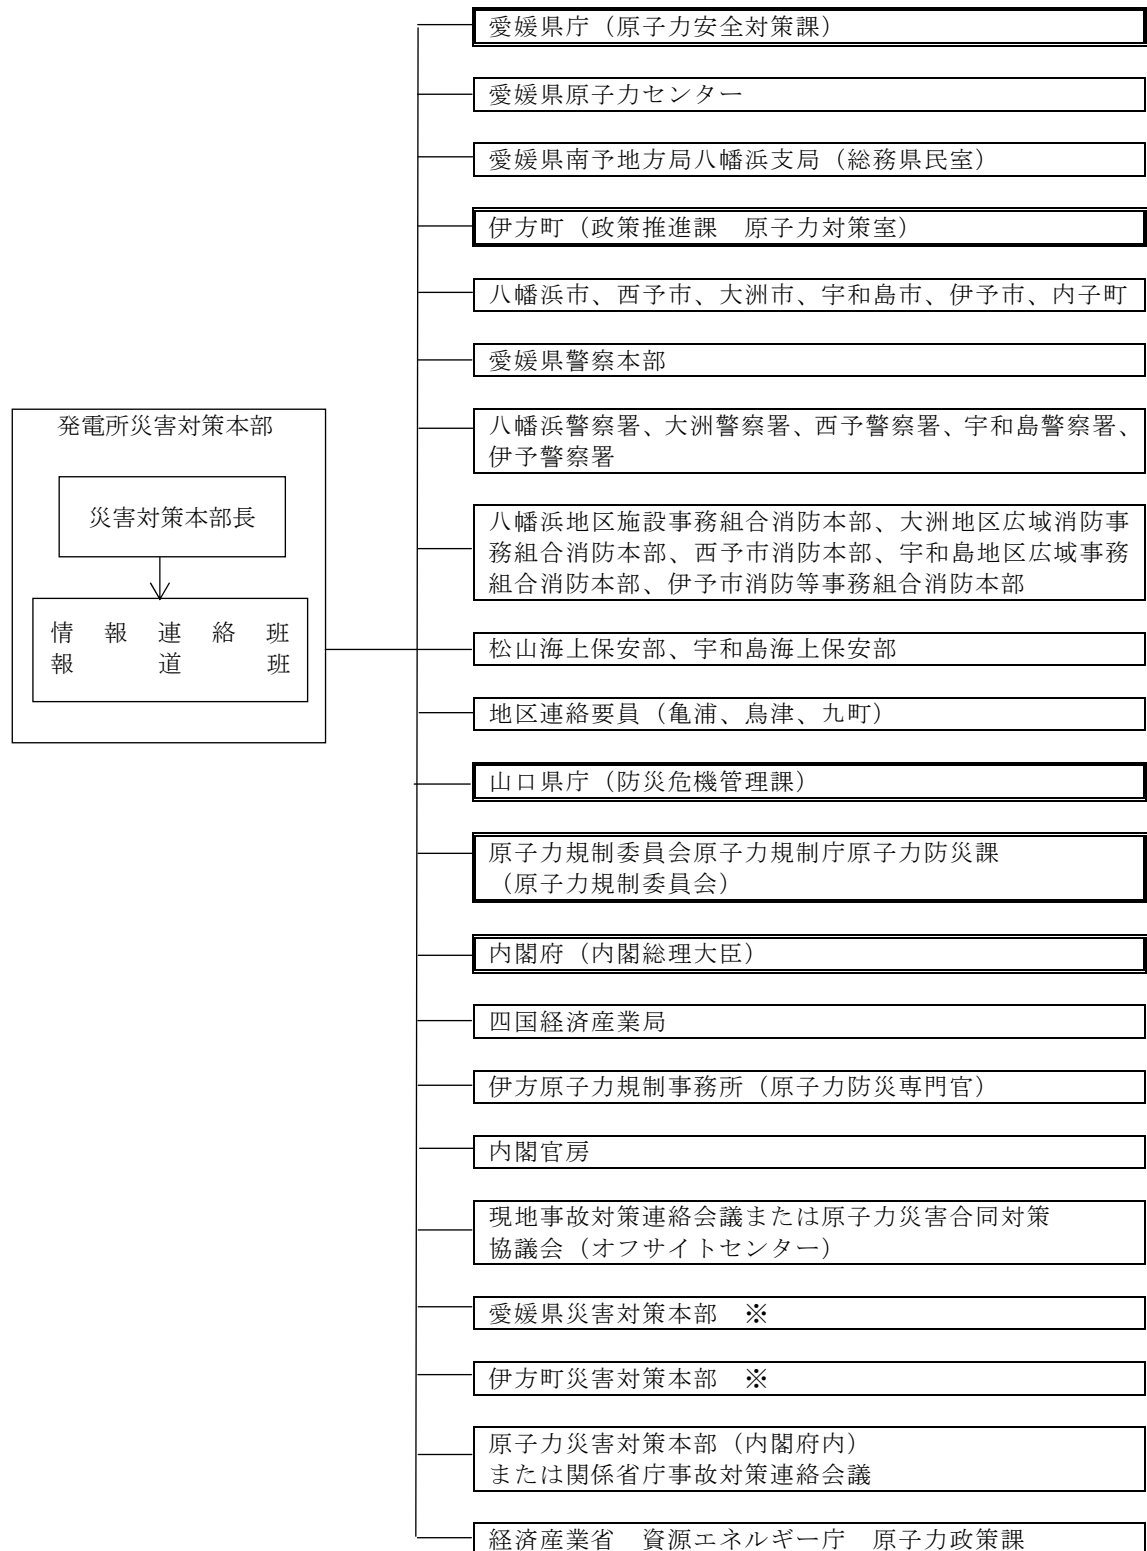 愛媛県庁（原子力安全対策課）
愛媛県原子力センター
愛媛県南予地方局八幡浜支局（総務県民室）
伊方町（政策推進課　原子力対策室）
八幡浜市、西予市、大洲市、宇和島市、伊予市、内子町
愛媛県警察本部
発電所災害対策本部
災害対策本部長
情　報　連　絡　班
報　　　道　　　班
八幡浜警察署、大洲警察署、西予警察署、宇和島警察署、
伊予警察署
八幡浜地区施設事務組合消防本部、大洲地区広域消防事
務組合消防本部、西予市消防本部、宇和島地区広域事務
組合消防本部、伊予市消防等事務組合消防本部
松山海上保安部、宇和島海上保安部
地区連絡要員（亀浦、鳥津、九町）
山口県庁（防災危機管理課）
原子力規制委員会原子力規制庁原子力防災課
（原子力規制委員会）
内閣府（内閣総理大臣）
四国経済産業局
伊方原子力規制事務所（原子力防災専門官）
内閣官房
現地事故対策連絡会議または原子力災害合同対策
協議会（オフサイトセンター）
愛媛県災害対策本部　※
伊方町災害対策本部　※
原子力災害対策本部（内閣府内）
または関係省庁事故対策連絡会議
経済産業省　資源エネルギー庁　原子力政策課